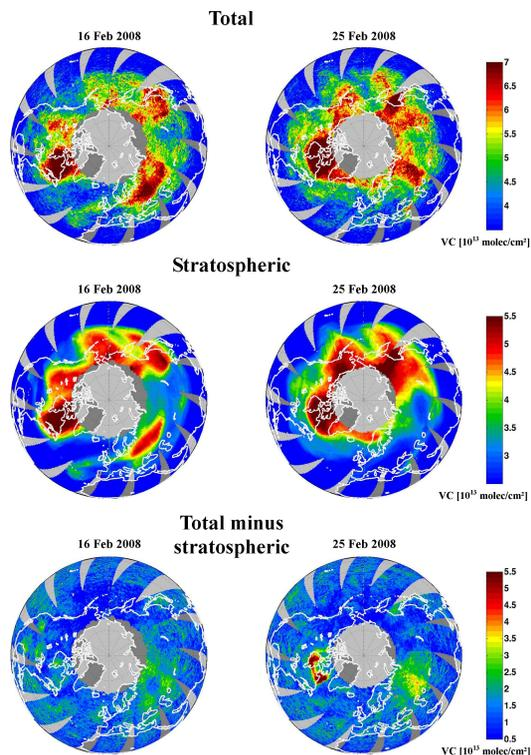 Total
16 Feb 2008
25 Feb 2008
7
6.5
6
5.5
5
4.5
4
VC [10¹³ molec/cm²]
Stratospheric
16 Feb 2008
25 Feb 2008
5.5
5
4.5
4
3.5
3
VC [10¹³ molec/cm²]
Total minus
stratospheric
16 Feb 2008
25 Feb 2008
5.5
5
4.5
4
3.5
3
2.5
2
1.5
1
0.5
VC [10¹³ molec/cm²]